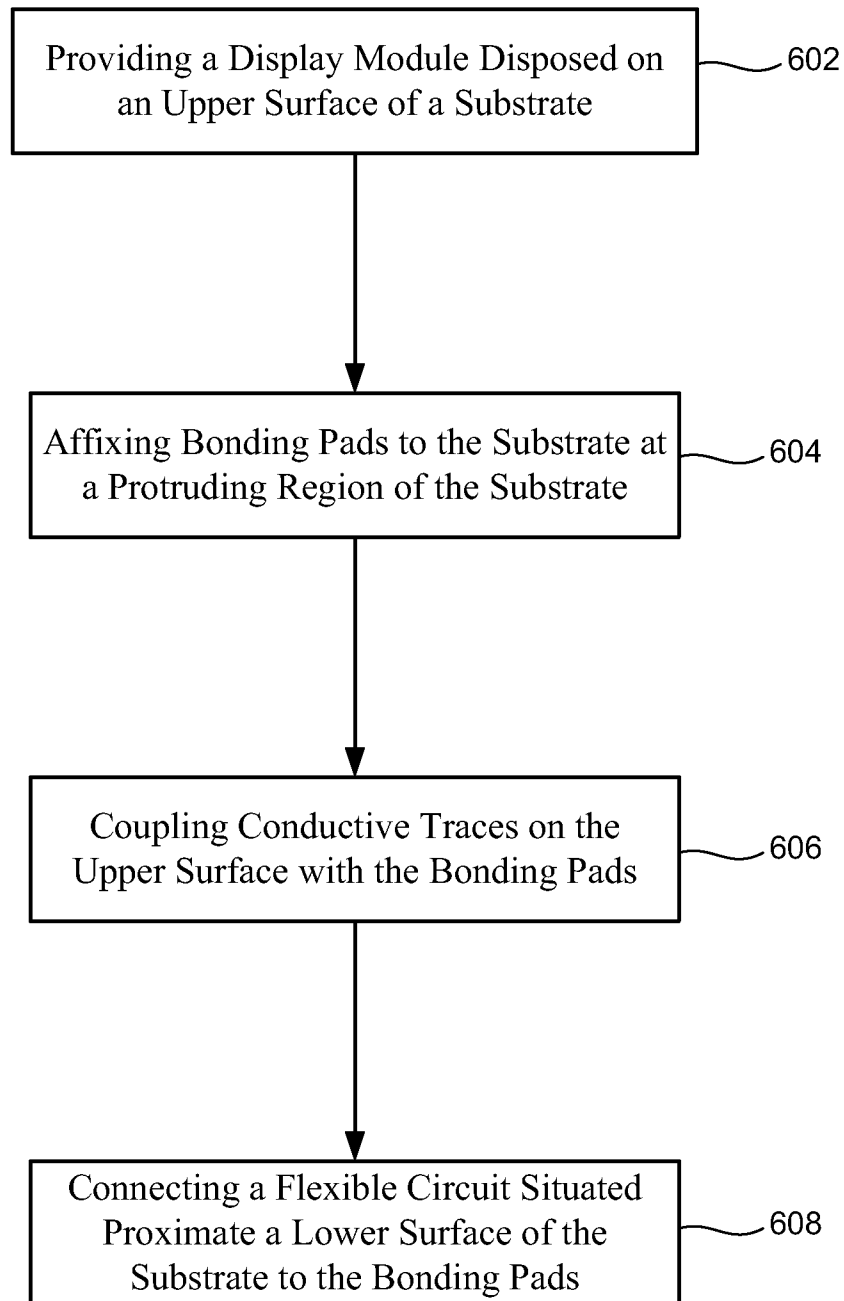 Providing a Display Module Disposed on
an Upper Surface of a Substrate
602
Affixing Bonding Pads to the Substrate at
a Protruding Region of the Substrate
604
Coupling Conductive Traces on the
Upper Surface with the Bonding Pads
606
Connecting a Flexible Circuit Situated
Proximate a Lower Surface of the
Substrate to the Bonding Pads
608